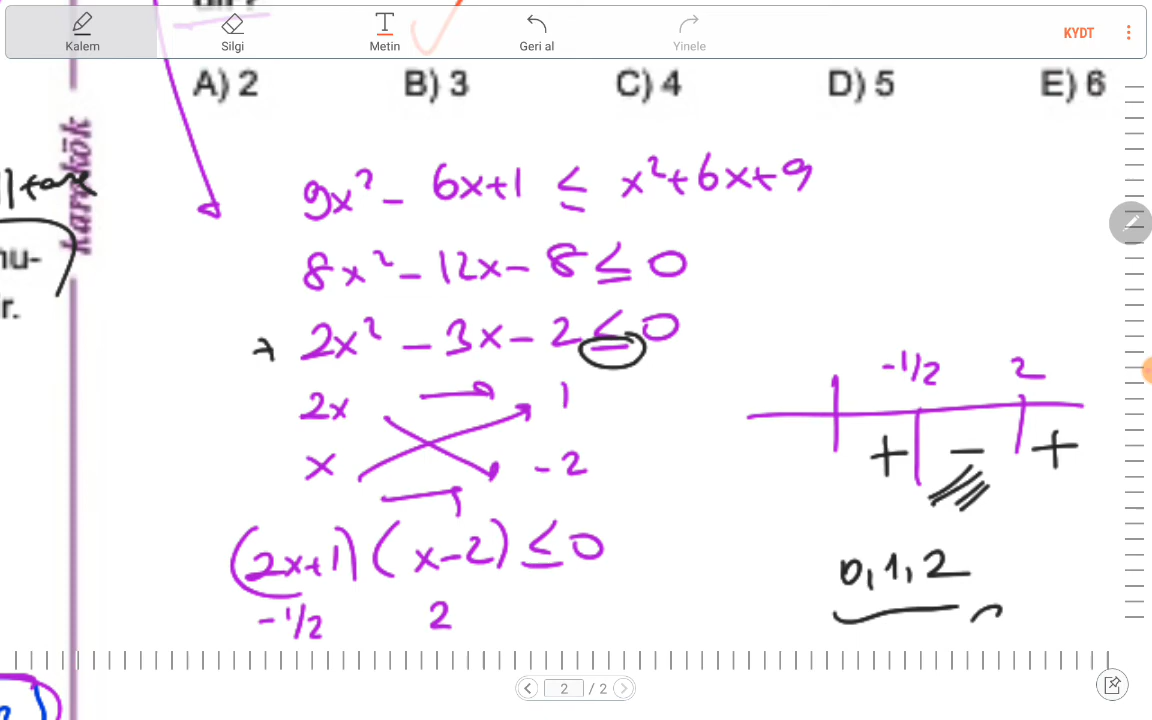 Kalem Silgi Metin Geri al Yinele KYDT
A) 2 B) 3 C) 4 D) 5 E) 6
karekök
nu-
r.
9x² - 6x+1 ≤ x²+6x+9
8x² - 12x - 8 ≤ 0
2x² - 3x - 2 ≤ 0
2x 1
x -2
(2x+1) (x-2) ≤ 0
-1/2 2
-1/2 2
+ - +
0, 1, 2
2 / 2